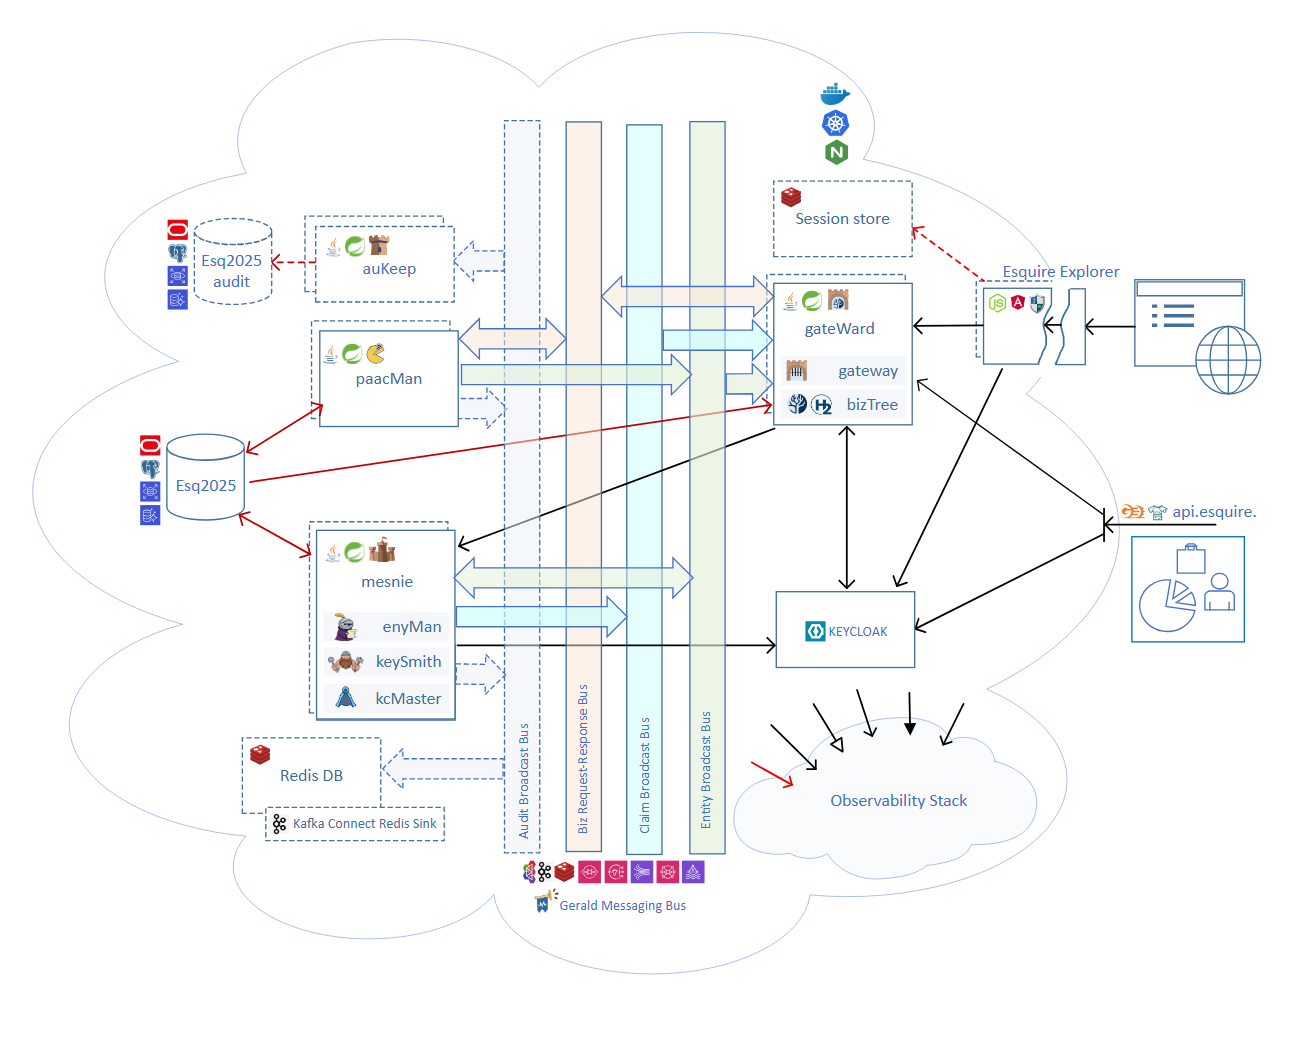 Session store
Esquire Explorer
Esq2025
audit
auKeep
gateWard
gateway
bizTree
paacMan
Esq2025
api.esquire.
mesnie
enyMan
keySmith
kcMaster
KEYCLOAK
Redis DB
Kafka Connect Redis Sink
Audit Broadcast Bus
Biz Request-Response Bus
Claim Broadcast Bus
Entity Broadcast Bus
Observability Stack
Gerald Messaging Bus
N
JS
A
H2